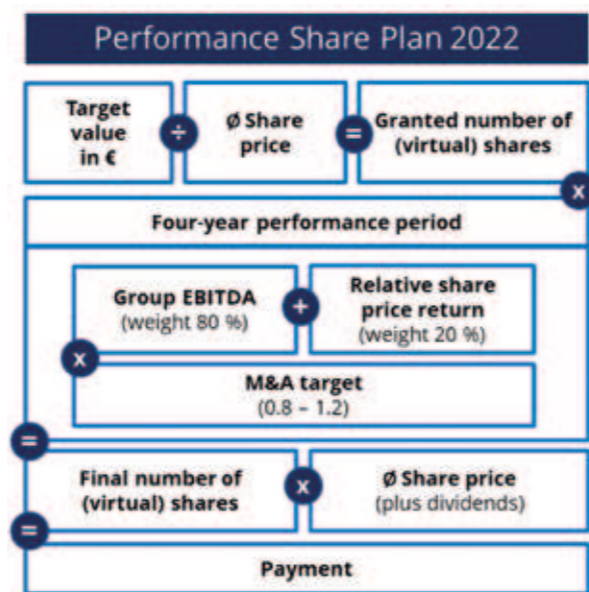 Performance Share Plan 2022
Target
value
in €
÷
Ø Share
price
=
Granted number of
(virtual) shares
x
Four-year performance period
Group EBITDA
(weight 80 %)
+
Relative share
price return
(weight 20 %)
x
M&A target
(0.8 – 1.2)
=
Final number of
(virtual) shares
x
Ø Share price
(plus dividends)
=
Payment